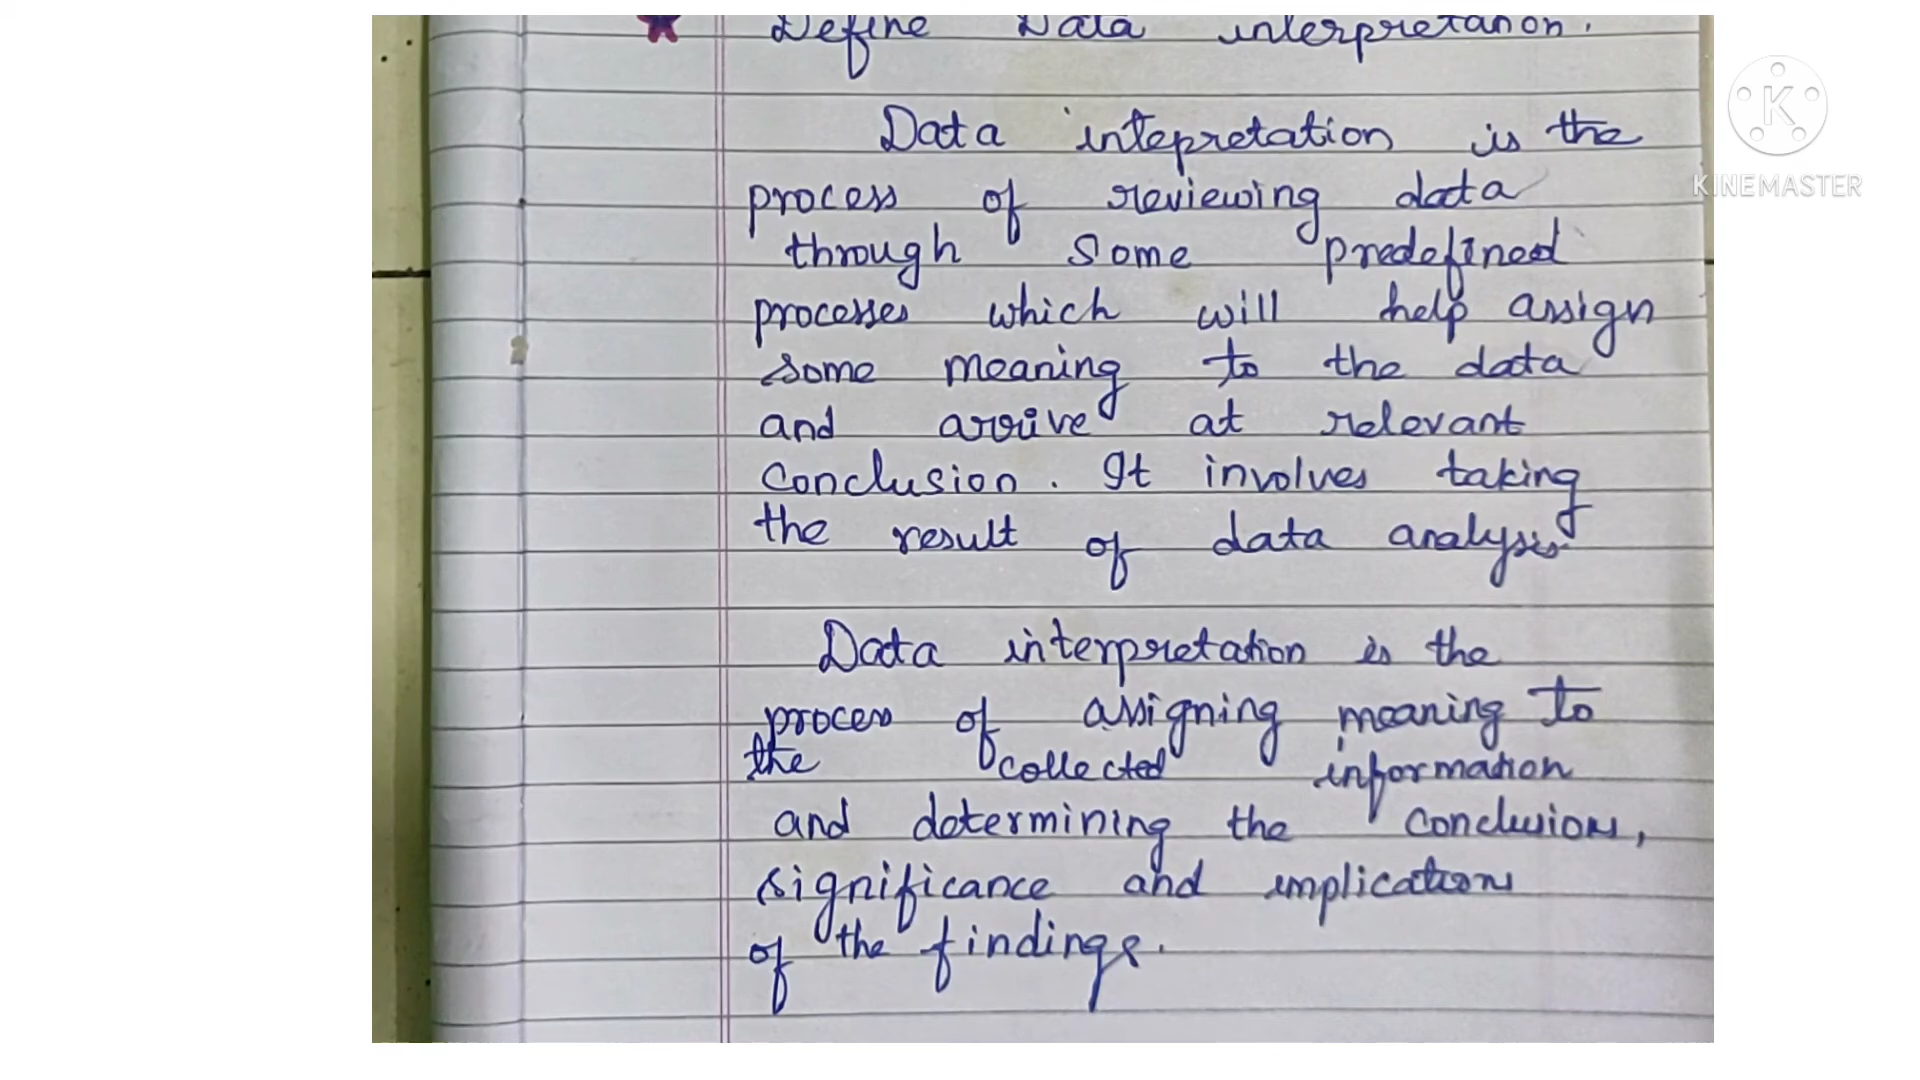 Define Data interpretation.
Data intepretation is the
process of reviewing data
through some predefined
processes which will help assign
some meaning to the data
and arrive at relevant
Conclusion. It involves taking
the result of data analysis
Data interpretation is the
process of assigning meaning to
the collected information
and determining the conclusions,
significance and implications
of the findings.
KINEMASTER